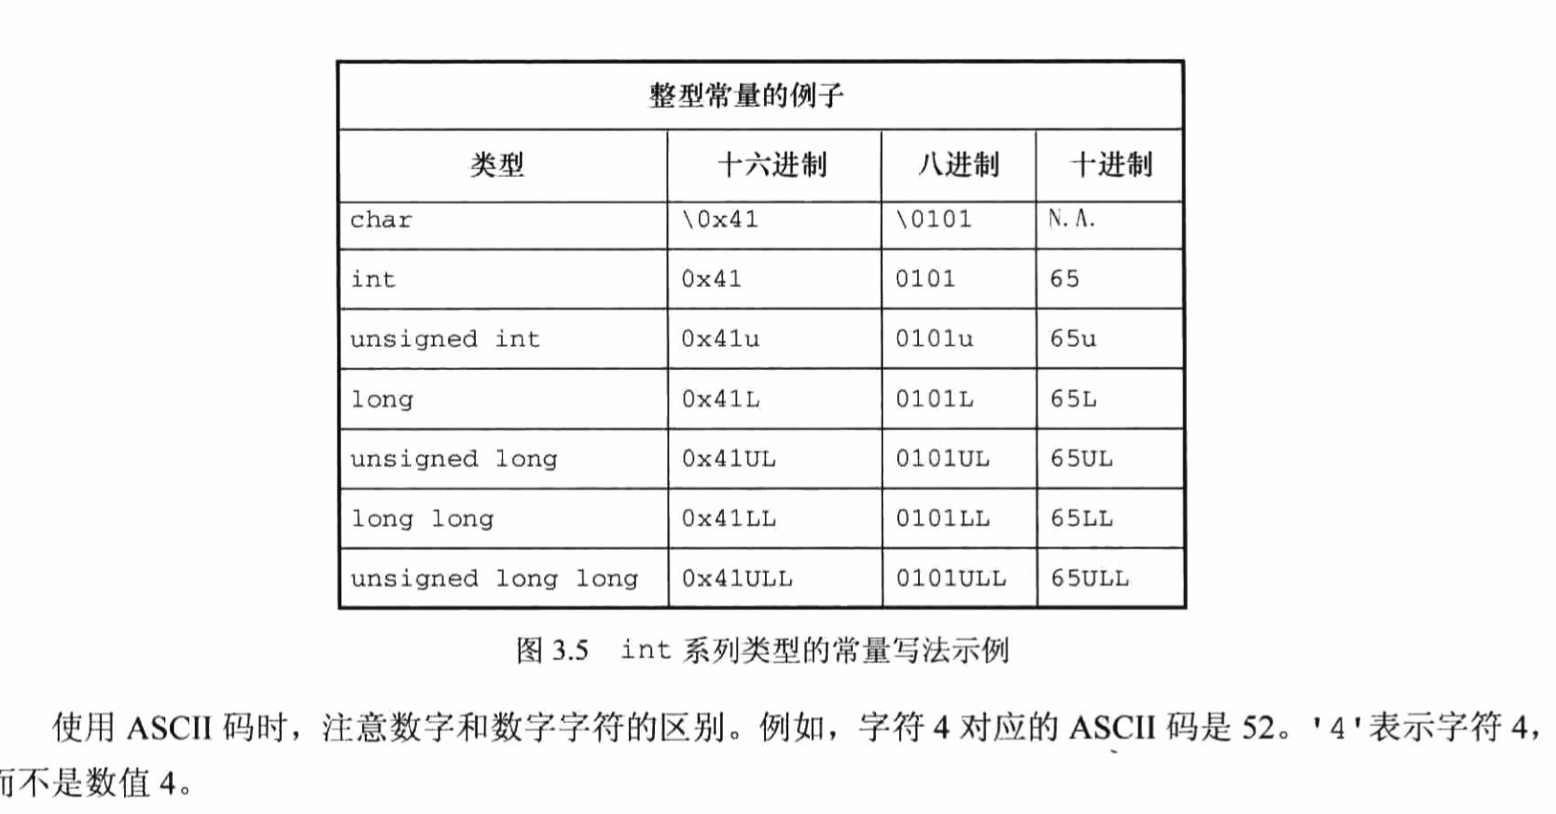 整型常量的例子
类型 十六进制 八进制 十进制
char \0x41 \0101 N.A.
int 0x41 0101 65
unsigned int 0x41u 0101u 65u
long 0x41L 0101L 65L
unsigned long 0x41UL 0101UL 65UL
long long 0x41LL 0101LL 65LL
unsigned long long 0x41ULL 0101ULL 65ULL
图 3.5 int 系列类型的常量写法示例
使用 ASCII 码时，注意数字和数字字符的区别。例如，字符 4 对应的 ASCII 码是 52。'4'表示字符 4，
而不是数值 4。